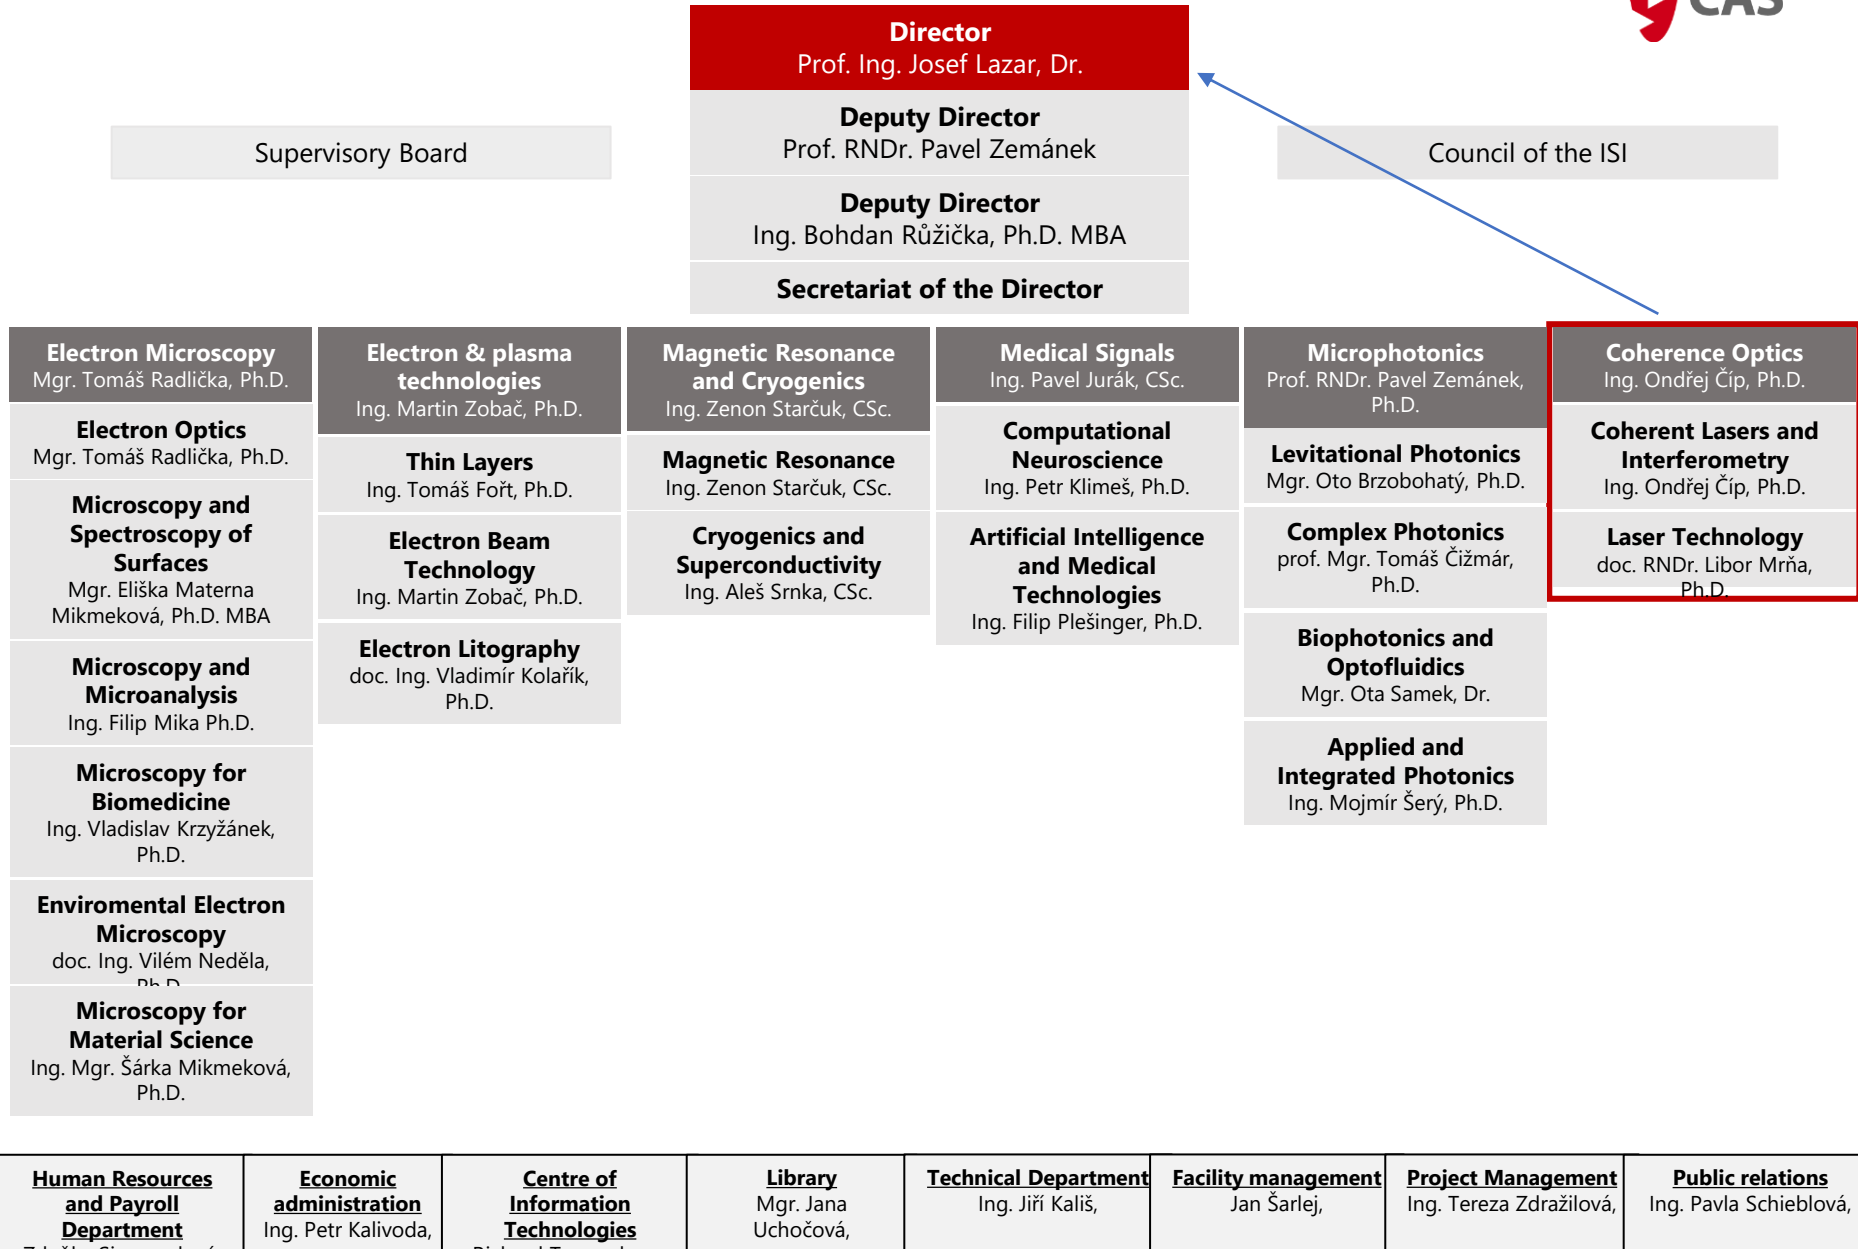 CAS
Director
Prof. Ing. Josef Lazar, Dr.
Deputy Director
Prof. RNDr. Pavel Zemánek
Supervisory Board
Council of the ISI
Deputy Director
Ing. Bohdan Růžička, Ph.D. MBA
Secretariat of the Director
Electron Microscopy
Mgr. Tomáš Radlička, Ph.D.
Electron Optics
Mgr. Tomáš Radlička, Ph.D.
Microscopy and
Spectroscopy of
Surfaces
Mgr. Eliška Materna
Mikmeková, Ph.D. MBA
Microscopy and
Microanalysis
Ing. Filip Mika Ph.D.
Microscopy for
Biomedicine
Ing. Vladislav Krzyžánek,
Ph.D.
Enviromental Electron
Microscopy
doc. Ing. Vilém Neděla,
Ph.D.
Microscopy for
Material Science
Ing. Mgr. Šárka Mikmeková,
Ph.D.
Electron & plasma
technologies
Ing. Martin Zobač, Ph.D.
Thin Layers
Ing. Tomáš Fořt, Ph.D.
Electron Beam
Technology
Ing. Martin Zobač, Ph.D.
Electron Litography
doc. Ing. Vladimír Kolařík,
Ph.D.
Magnetic Resonance
and Cryogenics
Ing. Zenon Starčuk, CSc.
Magnetic Resonance
Ing. Zenon Starčuk, CSc.
Cryogenics and
Superconductivity
Ing. Aleš Srnka, CSc.
Medical Signals
Ing. Pavel Jurák, CSc.
Computational
Neuroscience
Ing. Petr Klimeš, Ph.D.
Artificial Intelligence
and Medical
Technologies
Ing. Filip Plešinger, Ph.D.
Microphotonics
Prof. RNDr. Pavel Zemánek,
Ph.D.
Levitational Photonics
Mgr. Oto Brzobohatý, Ph.D.
Complex Photonics
prof. Mgr. Tomáš Čižmár,
Ph.D.
Biophotonics and
Optofluidics
Mgr. Ota Samek, Dr.
Applied and
Integrated Photonics
Ing. Mojmír Šerý, Ph.D.
Coherence Optics
Ing. Ondřej Číp, Ph.D.
Coherent Lasers and
Interferometry
Ing. Ondřej Číp, Ph.D.
Laser Technology
doc. RNDr. Libor Mrňa,
Ph.D.
Human Resources
and Payroll
Department
Economic
administration
Ing. Petr Kalivoda,
Centre of
Information
Technologies
Library
Mgr. Jana
Uchočová,
Technical Department
Ing. Jiří Kališ,
Facility management
Jan Šarlej,
Project Management
Ing. Tereza Zdražilová,
Public relations
Ing. Pavla Schieblová,